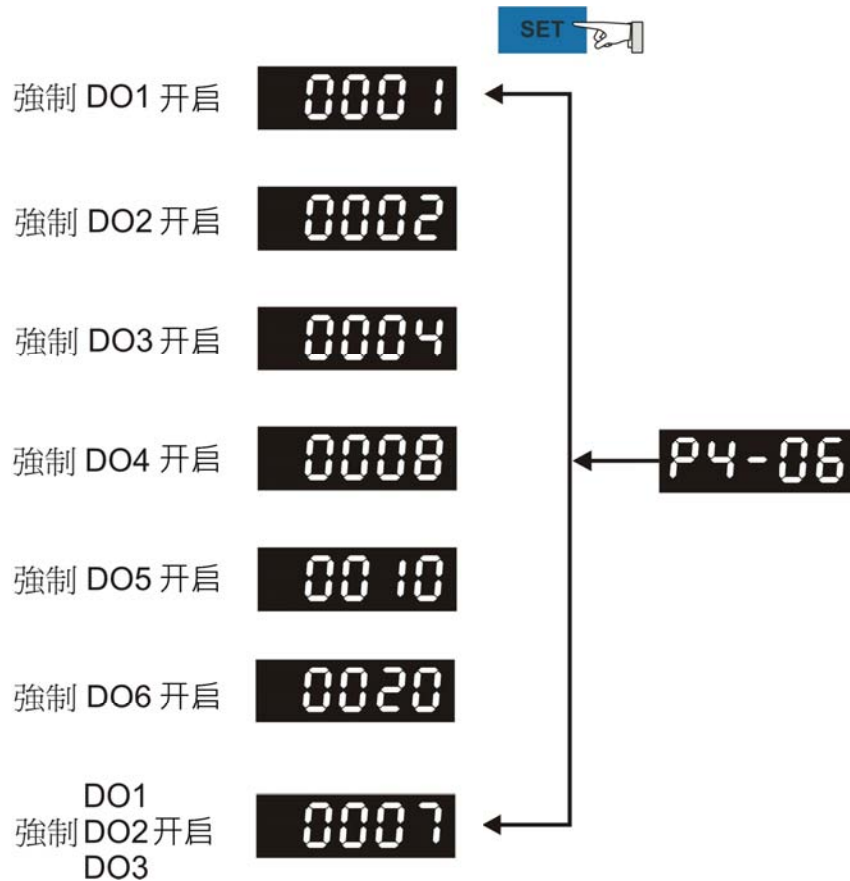 SET
強制 DO1 开启
0001
強制 DO2 开启
0002
強制 DO3 开启
0004
強制 DO4 开启
0008
P4-06
強制 DO5 开启
0010
強制 DO6 开启
0020
DO1
強制 DO2 开启
DO3
0007